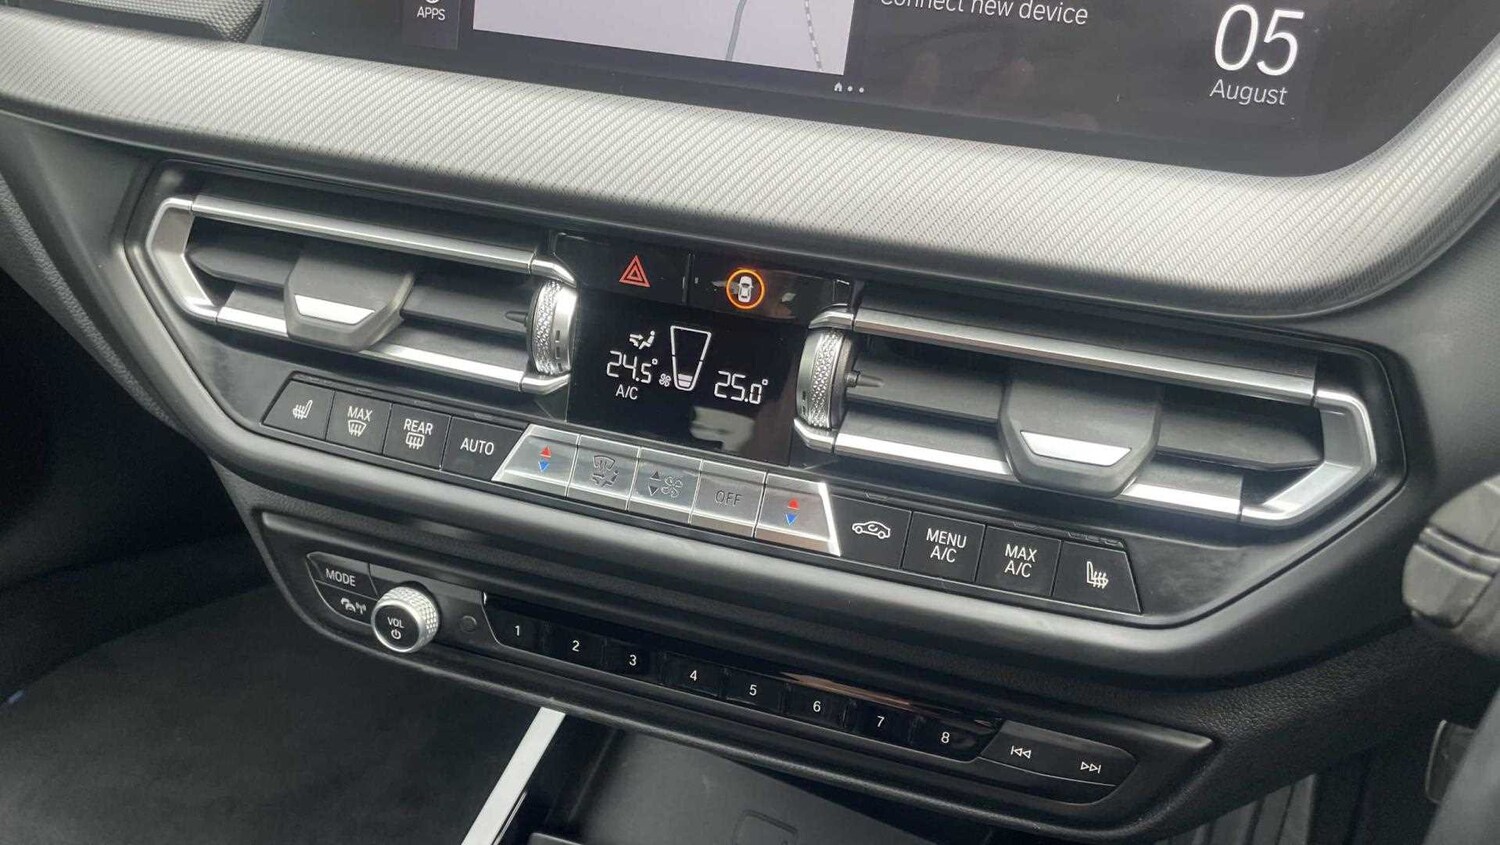 APPS
Connect new device
05
August
24.5°
A/C
25.0°
MAX
REAR
AUTO
OFF
MENU
A/C
MAX
A/C
MODE
VOL
1 2 3 4 5 6 7 8